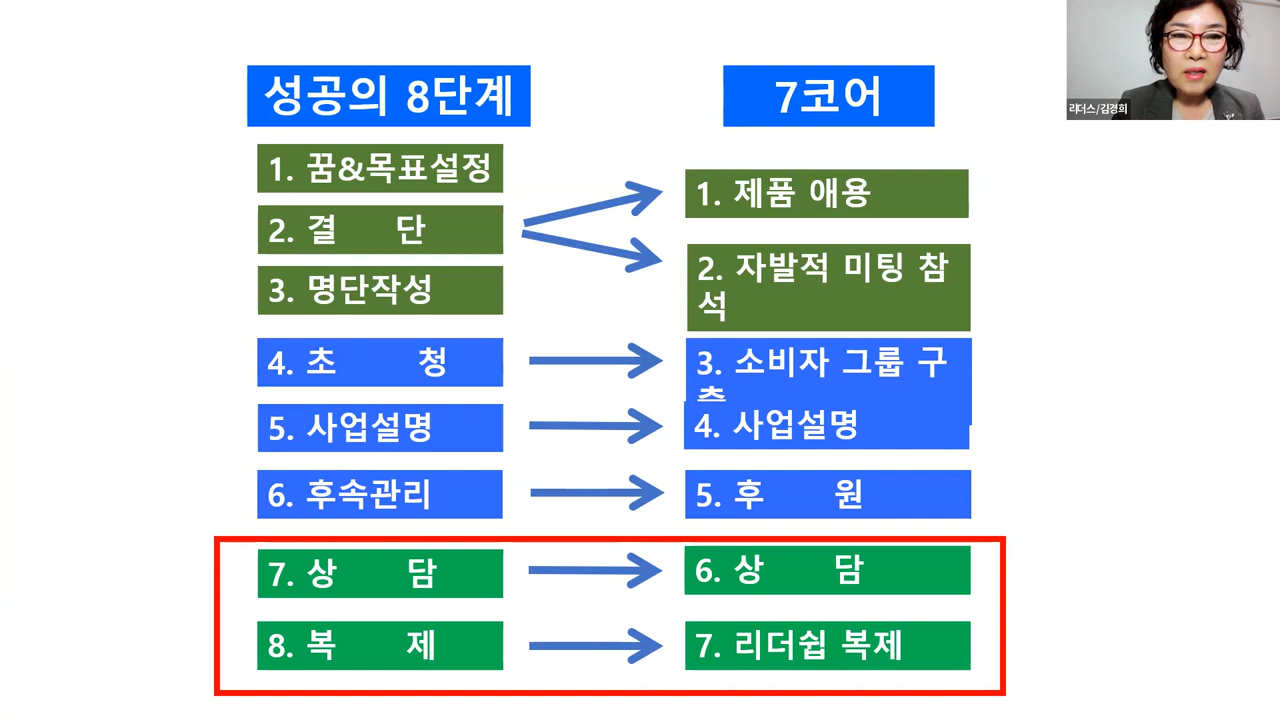 성공의 8단계
1. 꿈&목표설정
2. 결 단
3. 명단작성
4. 초 청
5. 사업설명
6. 후속관리
7. 상 담
8. 복 제
7코어
1. 제품 애용
2. 자발적 미팅 참
석
3. 소비자 그룹 구
축
4. 사업설명
5. 후 원
6. 상 담
7. 리더쉽 복제
리더스/김경희